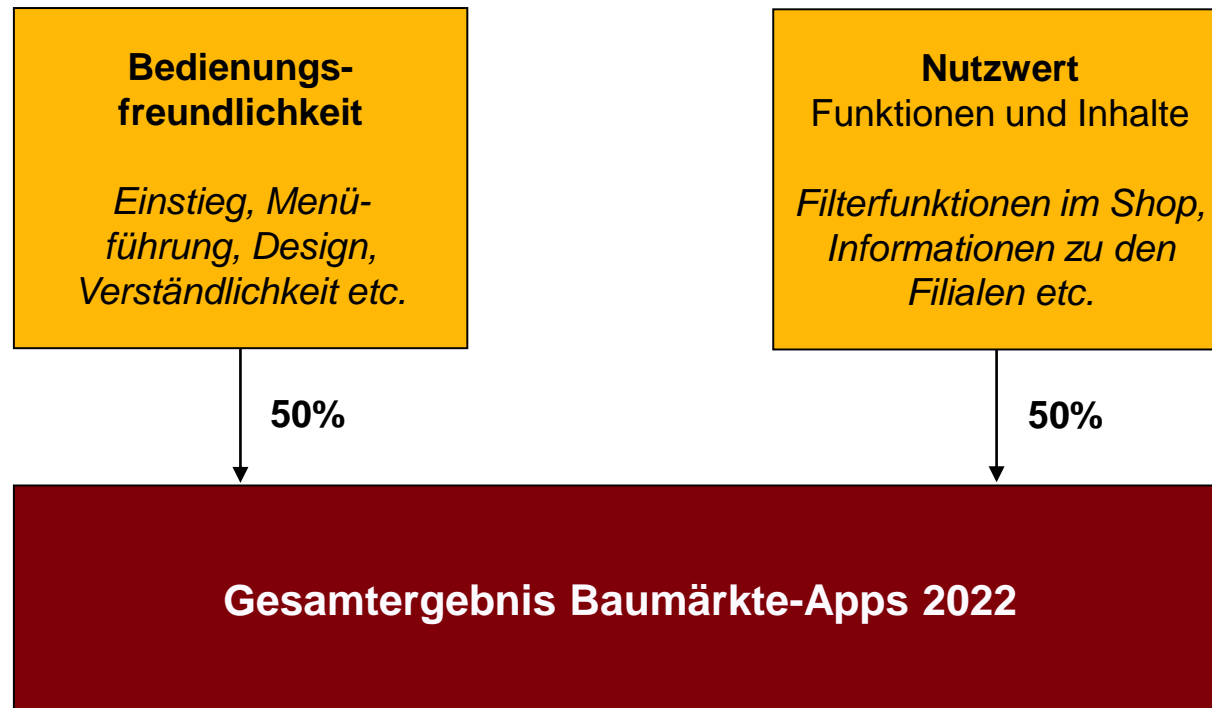 Bedienungs-
freundlichkeit
Einstieg, Menü-
führung, Design,
Verständlichkeit etc.
Nutzwert
Funktionen und Inhalte
Filterfunktionen im Shop,
Informationen zu den
Filialen etc.
50%
50%
Gesamtergebnis Baumärkte-Apps 2022